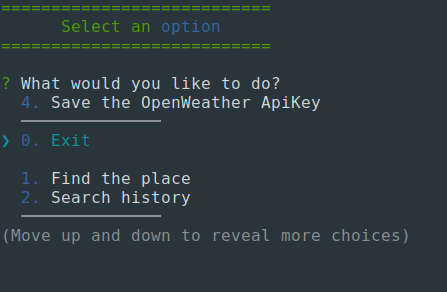 ===========================
Select an option
===========================
? What would you like to do?
4. Save the OpenWeather ApiKey
──────────────
❯ 0. Exit
1. Find the place
2. Search history
──────────────
(Move up and down to reveal more choices)